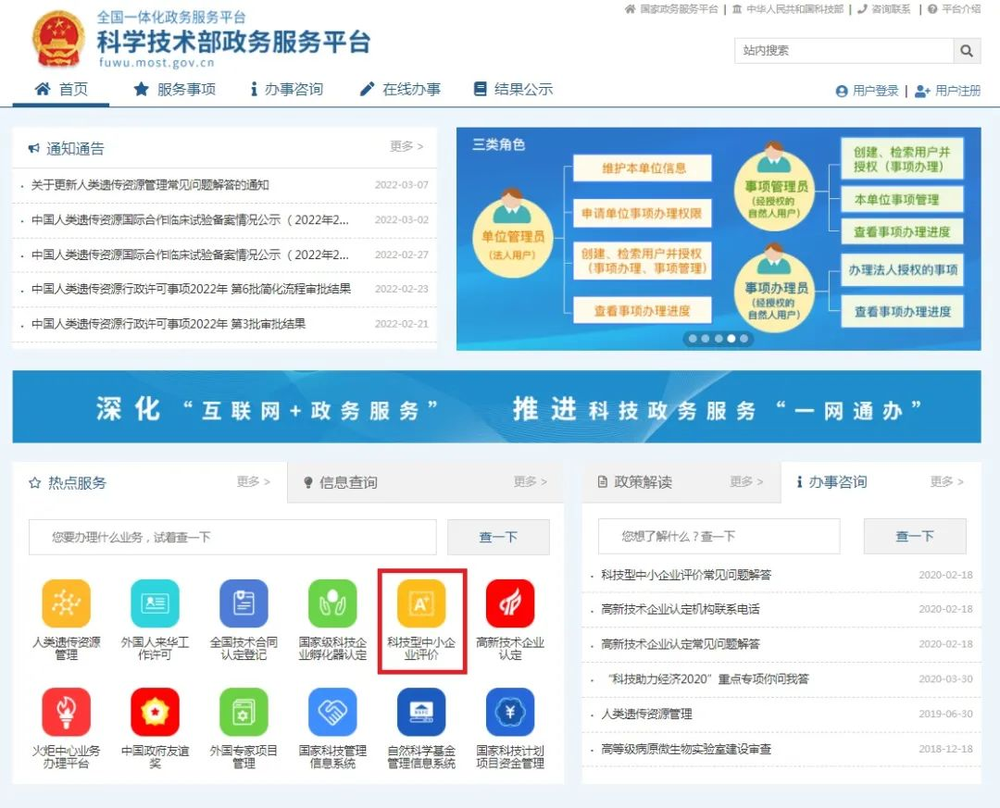 国家政务服务平台 | 中华人民共和国科技部 | 咨询联系 | 平台介绍
全国一体化政务服务平台
科学技术部政务服务平台
fuwu.most.gov.cn
站内搜索
首页 服务事项 办事咨询 在线办事 结果公示 用户登录 | 用户注册
通知通告 更多 >
关于更新人类遗传资源管理常见问题解答的通知 2022-03-07
中国人类遗传资源国际合作临床试验备案情况公示（2022年2... 2022-03-02
中国人类遗传资源国际合作临床试验备案情况公示（2022年2... 2022-02-27
中国人类遗传资源行政许可事项2022年 第6批简化流程审批结果 2022-02-23
中国人类遗传资源行政许可事项2022年 第3批审批结果 2022-02-21
三类角色
单位管理员
（法人用户）
维护本单位信息
申请单位事项办理权限
创建、检索用户并授权
（事项办理、事项管理）
查看事项办理进度
事项管理员
（经授权的
自然人用户）
创建、检索用户并
授权（事项办理）
本单位事项管理
查看事项办理进度
事项办理员
（经授权的
自然人用户）
办理法人授权的事项
查看事项办理进度
深化“互联网+政务服务” 推进科技政务服务“一网通办”
热点服务 更多 > 信息查询 更多 >
您要办理什么业务，试着查一下 查一下
人类遗传资源
管理
外国人来华工
作许可
全国技术合同
认定登记
国家级科技企
业孵化器认定
A+
科技型中小企
业评价
高新技术企业
认定
火炬中心业务
办理平台
中国政府友谊
奖
外国专家项目
管理
国家科技管理
信息系统
NSFC
自然科学基金
管理信息系统
¥
国家科技计划
项目资金管理
政策解读 更多 > 办事咨询 更多 >
您想了解什么？查一下 查一下
科技型中小企业评价常见问题解答 2020-02-18
高新技术企业认定机构联系电话 2020-02-18
高新技术企业认定常见问题解答 2020-02-18
“科技助力经济2020”重点专项你问我答 2020-03-30
人类遗传资源管理 2019-06-30
高等级病原微生物实验室建设审查 2018-12-18